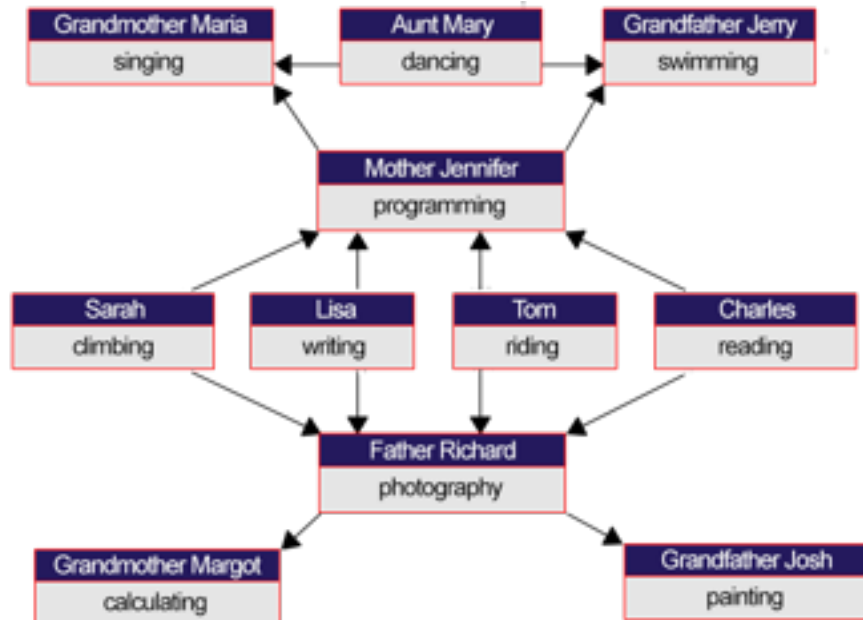 Grandmother Maria
singing
Aunt Mary
dancing
Grandfather Jerry
swimming
Mother Jennifer
programming
Sarah
climbing
Lisa
writing
Tom
riding
Charles
reading
Father Richard
photography
Grandmother Margot
calculating
Grandfather Josh
painting